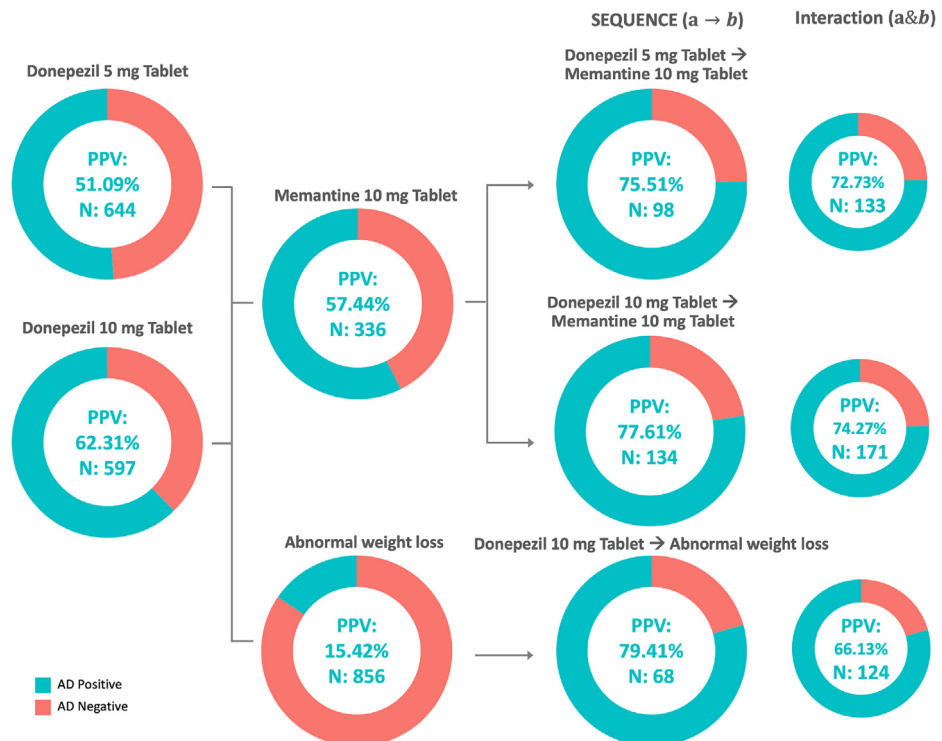 SEQUENCE (a → b)
Interaction (a&b)
Donepezil 5 mg Tablet
PPV:
51.09%
N: 644
Donepezil 10 mg Tablet
PPV:
62.31%
N: 597
Memantine 10 mg Tablet
PPV:
57.44%
N: 336
Abnormal weight loss
PPV:
15.42%
N: 856
Donepezil 5 mg Tablet →
Memantine 10 mg Tablet
PPV:
75.51%
N: 98
PPV:
72.73%
N: 133
Donepezil 10 mg Tablet →
Memantine 10 mg Tablet
PPV:
77.61%
N: 134
PPV:
74.27%
N: 171
Donepezil 10 mg Tablet → Abnormal weight loss
PPV:
79.41%
N: 68
PPV:
66.13%
N: 124
AD Positive
AD Negative